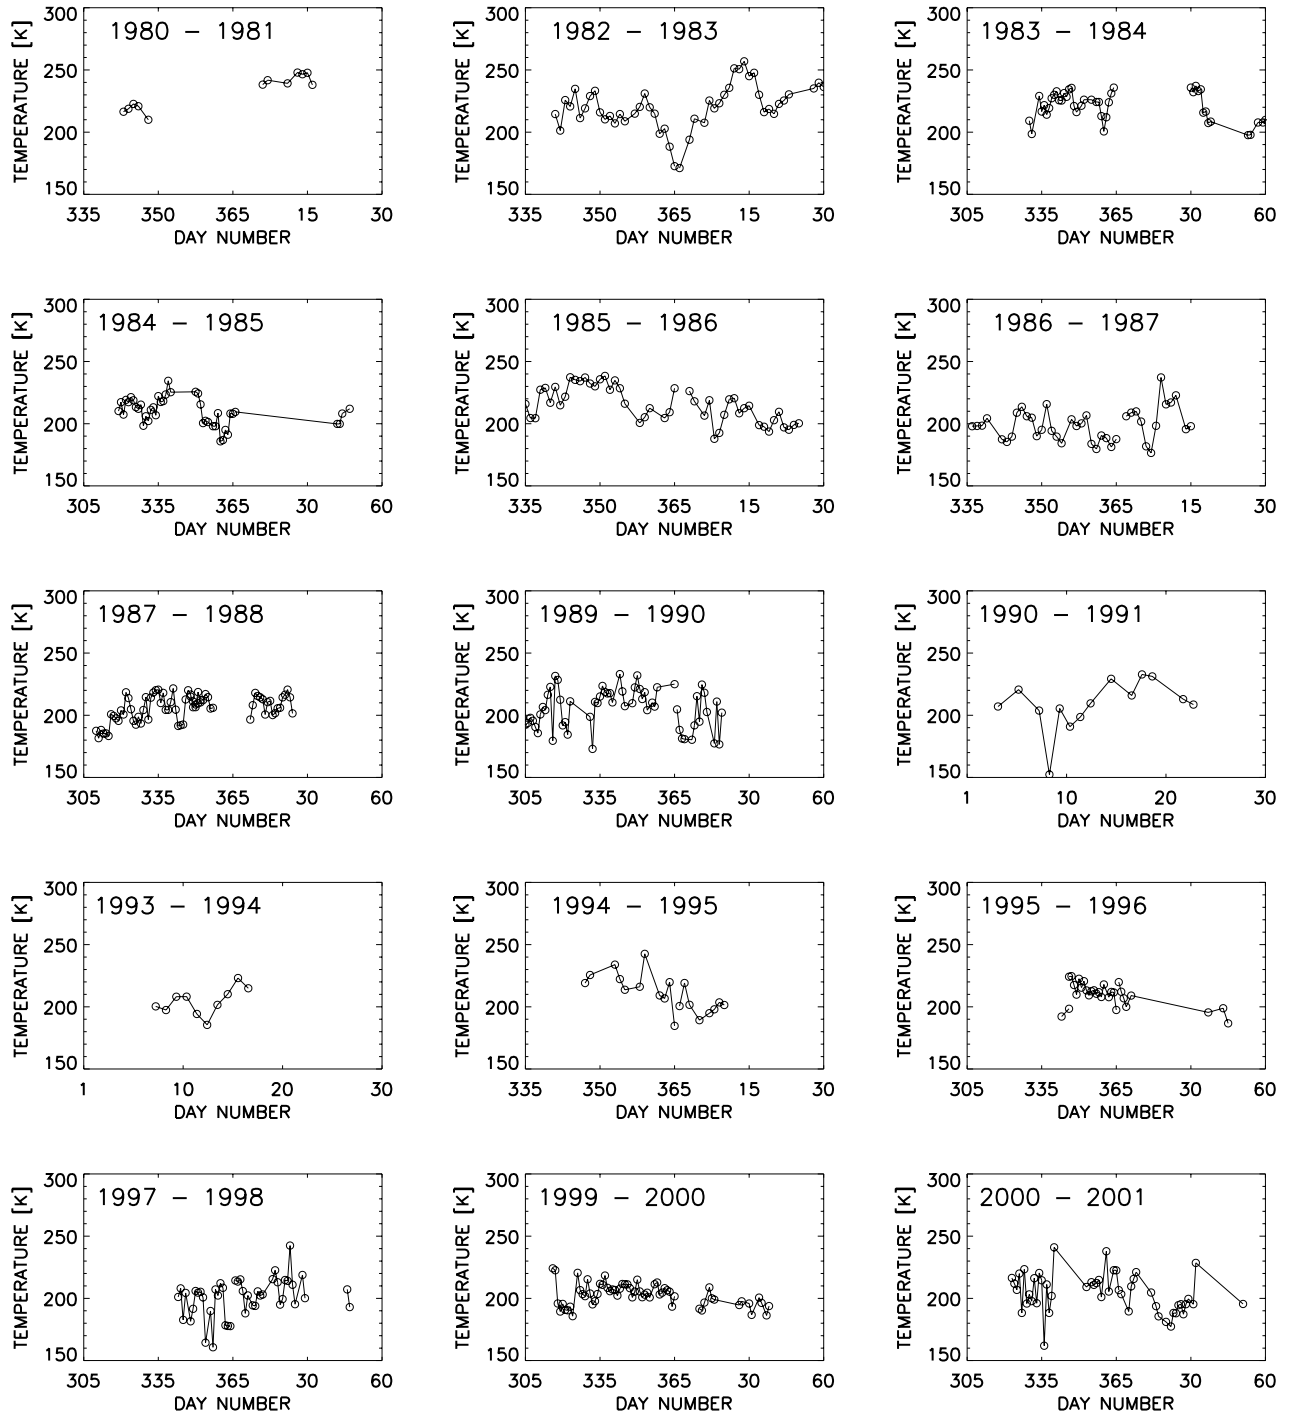 TEMPERATURE [K]
300
250
200
150
1980 – 1981
335 350 365 15 30
DAY NUMBER
TEMPERATURE [K]
300
250
200
150
1982 – 1983
335 350 365 15 30
DAY NUMBER
TEMPERATURE [K]
300
250
200
150
1983 – 1984
305 335 365 30 60
DAY NUMBER
TEMPERATURE [K]
300
250
200
150
1984 – 1985
305 335 365 30 60
DAY NUMBER
TEMPERATURE [K]
300
250
200
150
1985 – 1986
335 350 365 15 30
DAY NUMBER
TEMPERATURE [K]
300
250
200
150
1986 – 1987
335 350 365 15 30
DAY NUMBER
TEMPERATURE [K]
300
250
200
150
1987 – 1988
305 335 365 30 60
DAY NUMBER
TEMPERATURE [K]
300
250
200
150
1989 – 1990
305 335 365 30 60
DAY NUMBER
TEMPERATURE [K]
300
250
200
150
1990 – 1991
1 10 20 30
DAY NUMBER
TEMPERATURE [K]
300
250
200
150
1993 – 1994
1 10 20 30
DAY NUMBER
TEMPERATURE [K]
300
250
200
150
1994 – 1995
335 350 365 15 30
DAY NUMBER
TEMPERATURE [K]
300
250
200
150
1995 – 1996
305 335 365 30 60
DAY NUMBER
TEMPERATURE [K]
300
250
200
150
1997 – 1998
305 335 365 30 60
DAY NUMBER
TEMPERATURE [K]
300
250
200
150
1999 – 2000
305 335 365 30 60
DAY NUMBER
TEMPERATURE [K]
300
250
200
150
2000 – 2001
305 335 365 30 60
DAY NUMBER